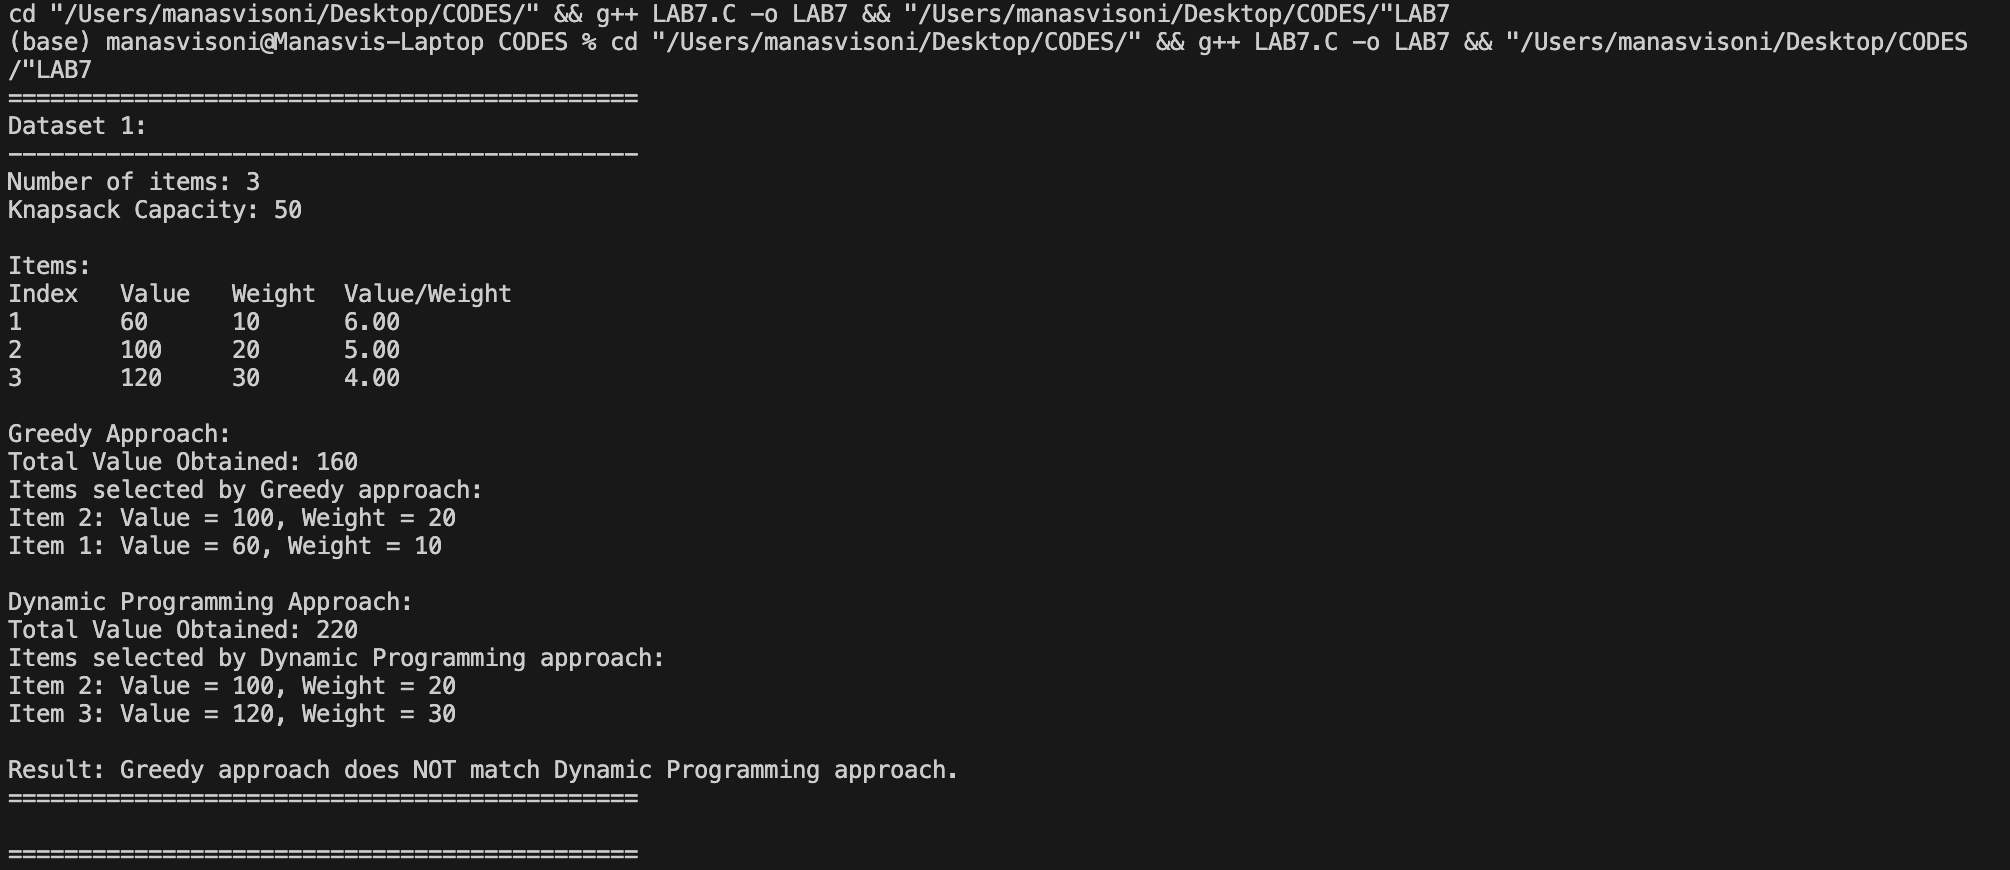 cd "/Users/manasvisoni/Desktop/CODES/" && g++ LAB7.C -o LAB7 && "/Users/manasvisoni/Desktop/CODES/"LAB7
(base) manasvisoni@Manasvis-Laptop CODES % cd "/Users/manasvisoni/Desktop/CODES/" && g++ LAB7.C -o LAB7 && "/Users/manasvisoni/Desktop/CODES
/"LAB7
=============================================
Dataset 1:
---------------------------------------------
Number of items: 3
Knapsack Capacity: 50
Items:
Index   Value   Weight  Value/Weight
1       60      10      6.00
2       100     20      5.00
3       120     30      4.00
Greedy Approach:
Total Value Obtained: 160
Items selected by Greedy approach:
Item 2: Value = 100, Weight = 20
Item 1: Value = 60, Weight = 10
Dynamic Programming Approach:
Total Value Obtained: 220
Items selected by Dynamic Programming approach:
Item 2: Value = 100, Weight = 20
Item 3: Value = 120, Weight = 30
Result: Greedy approach does NOT match Dynamic Programming approach.
=============================================
=============================================